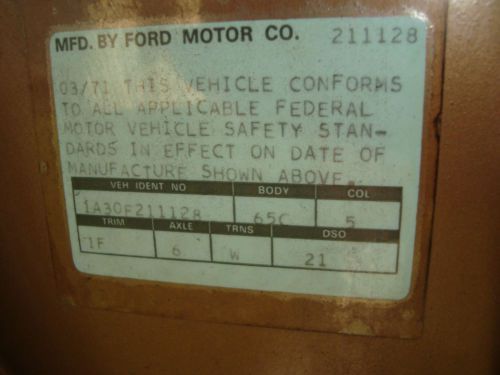 MFD. BY FORD MOTOR CO. 211128
03/71 THIS VEHICLE CONFORMS
TO ALL APPLICABLE FEDERAL
MOTOR VEHICLE SAFETY STAN-
DARDS IN EFFECT ON DATE OF
MANUFACTURE SHOWN ABOVE.
VEH IDENT NO BODY COL
1A30F211128 65C 5
TRIM AXLE TRNS DSO
1F 6 W 21